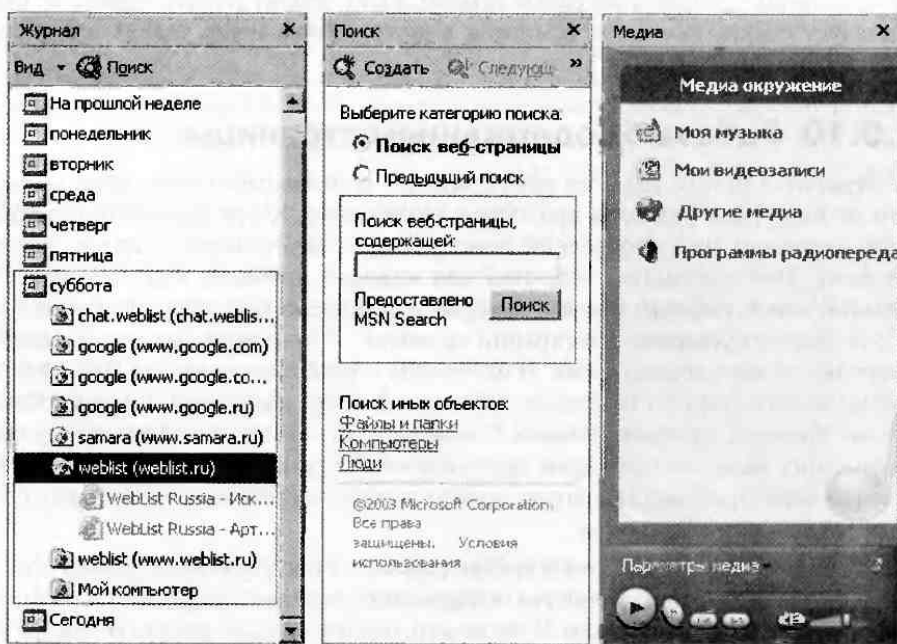 Журнал
Вид Поиск
На прошлой неделе
понедельник
вторник
среда
четверг
пятница
суббота
chat.weblist (chat.weblis...
google (www.google.com)
google (www.google.co...
google (www.google.ru)
samara (www.samara.ru)
weblist (weblist.ru)
WebList Russia - Иск...
WebList Russia - Арт...
weblist (www.weblist.ru)
Мой компьютер
Сегодня
Поиск
Создать Следующ »
Выберите категорию поиска:
Поиск веб-страницы
Предыдущий поиск
Поиск веб-страницы,
содержащей:
Предоставлено Поиск
MSN Search
Поиск иных объектов:
Файлы и папки
Компьютеры
Люди
©2003 Microsoft Corporation.
Все права
защищены. Условия
использования
Медиа
Медиа окружение
Моя музыка
Мои видеозаписи
Другие медиа
Программы радиопереда
Параметры медиа